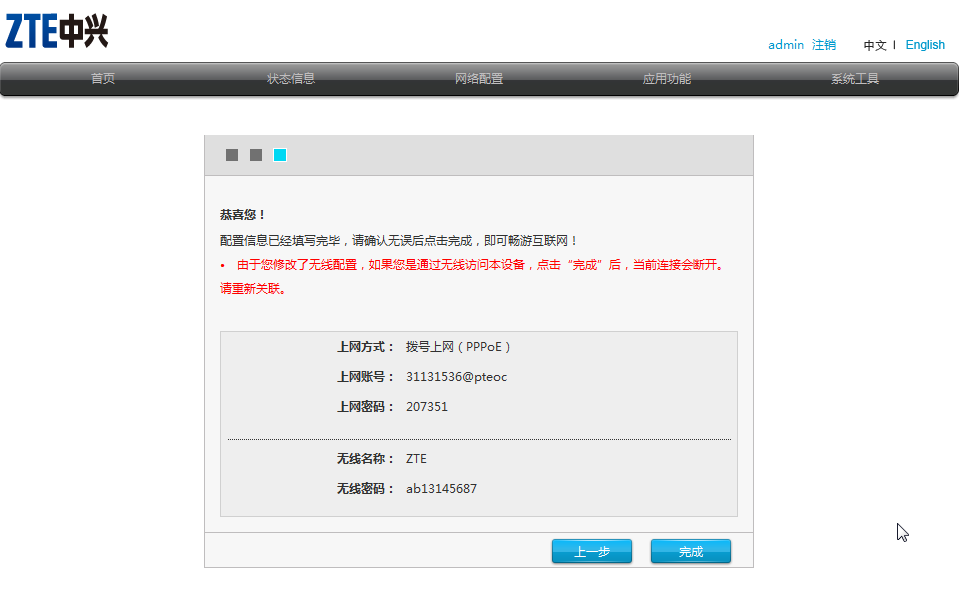 ZTE中兴
admin 注销 中文 | English
首页 状态信息 网络配置 应用功能 系统工具
恭喜您！
配置信息已经填写完毕，请确认无误后点击完成，即可畅游互联网！
• 由于您修改了无线配置，如果您是通过无线访问本设备，点击“完成”后，当前连接会断开。
请重新关联。
上网方式： 拨号上网（PPPoE）
上网账号： 31131536@pteoc
上网密码： 207351
无线名称： ZTE
无线密码： ab13145687
上一步 完成